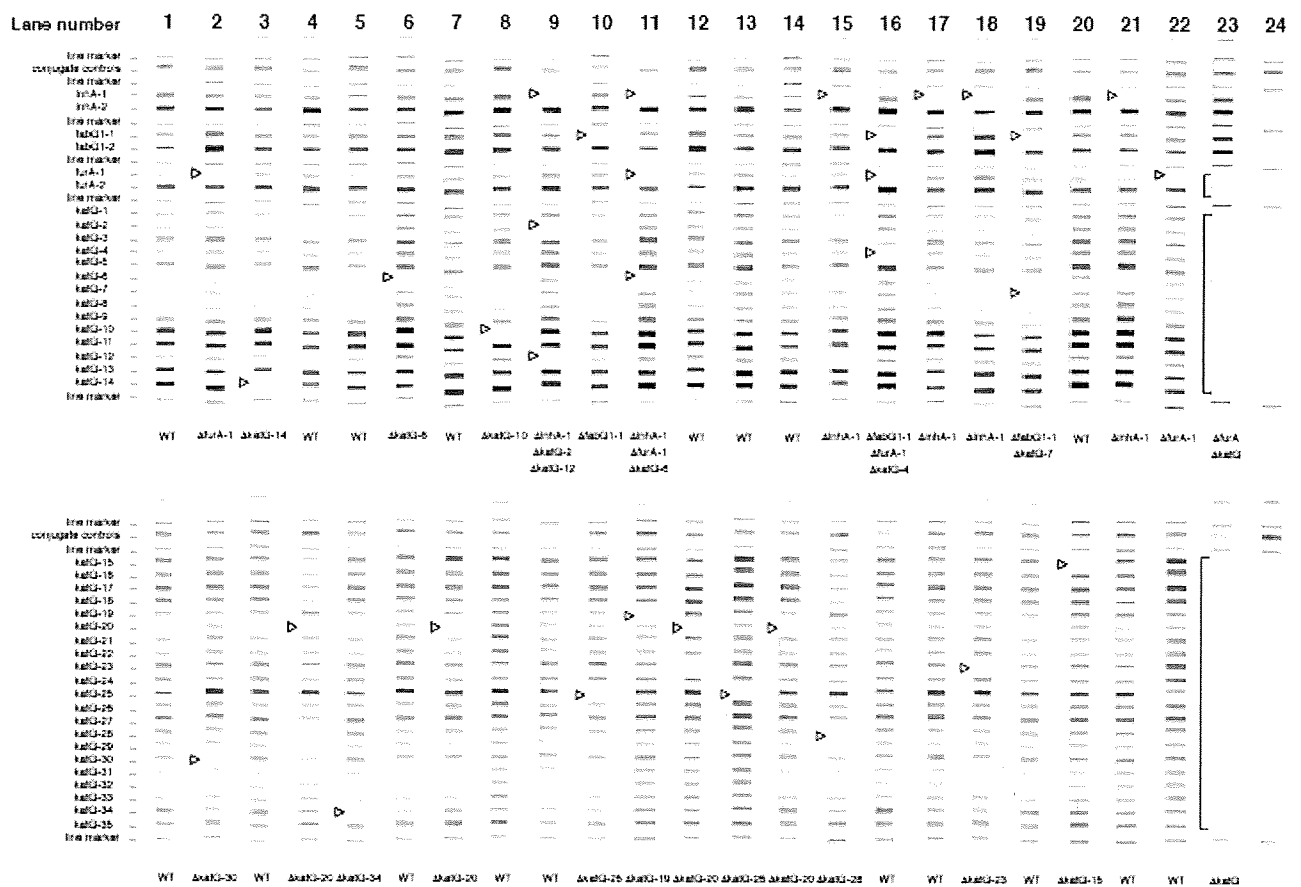 Lane number 1 2 3 4 5 6 7 8 9 10 11 12 13 14 15 16 17 18 19 20 21 22 23 24
line marker
conjugate controls
line marker
inhA-1
inhA-2
line marker
fabG1-1
fabG1-2
line marker
furA-1
furA-2
line marker
katG-1
katG-2
katG-3
katG-4
katG-5
katG-6
katG-7
katG-8
katG-9
katG-10
katG-11
katG-12
katG-13
katG-14
line marker
WT ΔfurA-1 ΔkatG-14 WT WT ΔkatG-6 WT ΔkatG-10 ΔinhA-1 ΔfabG1-1 ΔinhA-1 WT WT WT ΔinhA-1 ΔfabG1-1 ΔinhA-1 ΔinhA-1 ΔfabG1-1 WT ΔinhA-1 ΔfurA-1 ΔfurA
ΔkatG-2 ΔfurA-1 ΔfurA-1 ΔkatG-7 ΔkatG
ΔkatG-12 ΔkatG-6 ΔkatG-4
line marker
conjugate controls
line marker
katG-15
katG-16
katG-17
katG-18
katG-19
katG-20
katG-21
katG-22
katG-23
katG-24
katG-25
katG-26
katG-27
katG-28
katG-29
katG-30
katG-31
katG-32
katG-33
katG-34
katG-35
line marker
WT ΔkatG-30 WT ΔkatG-20 ΔkatG-34 WT ΔkatG-20 WT WT ΔkatG-25 ΔkatG-19 ΔkatG-20 ΔkatG-25 ΔkatG-20 ΔkatG-28 WT WT ΔkatG-23 WT ΔkatG-15 WT WT ΔkatG